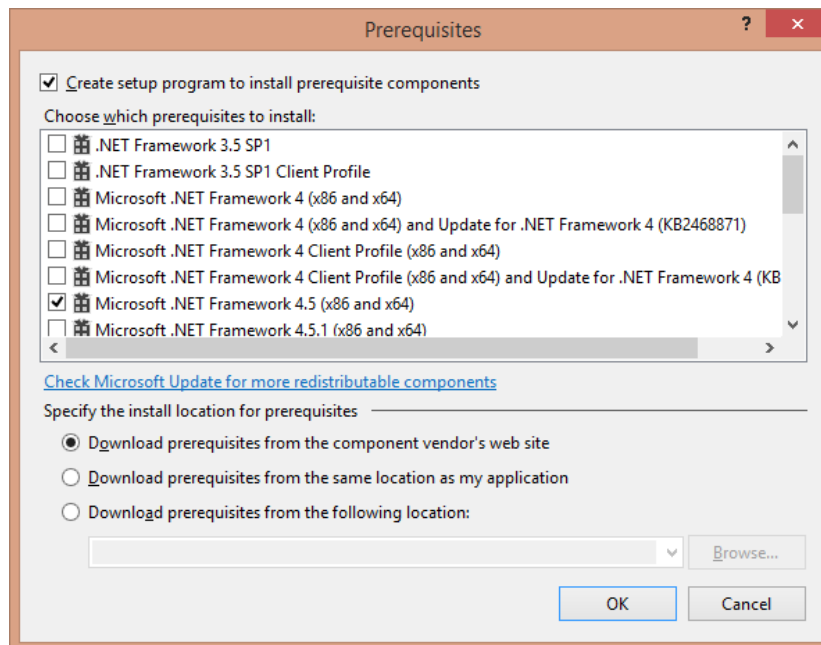 Prerequisites
?
Create setup program to install prerequisite components
Choose which prerequisites to install:
.NET Framework 3.5 SP1
.NET Framework 3.5 SP1 Client Profile
Microsoft .NET Framework 4 (x86 and x64)
Microsoft .NET Framework 4 (x86 and x64) and Update for .NET Framework 4 (KB2468871)
Microsoft .NET Framework 4 Client Profile (x86 and x64)
Microsoft .NET Framework 4 Client Profile (x86 and x64) and Update for .NET Framework 4 (KB
Microsoft .NET Framework 4.5 (x86 and x64)
Microsoft .NET Framework 4.5.1 (x86 and x64)
Check Microsoft Update for more redistributable components
Specify the install location for prerequisites
Download prerequisites from the component vendor's web site
Download prerequisites from the same location as my application
Download prerequisites from the following location:
Browse...
OK Cancel